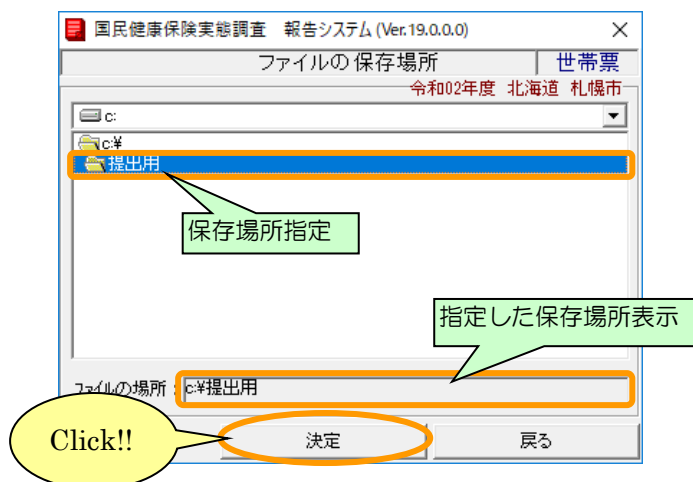 国民健康保険実態調査 報告システム (Ver.19.0.0.0)
ファイルの保存場所
世帯票
令和02年度 北海道 札幌市
c:
c:¥
提出用
保存場所指定
指定した保存場所表示
ファイルの場所 : c:¥提出用
Click!!
決定
戻る